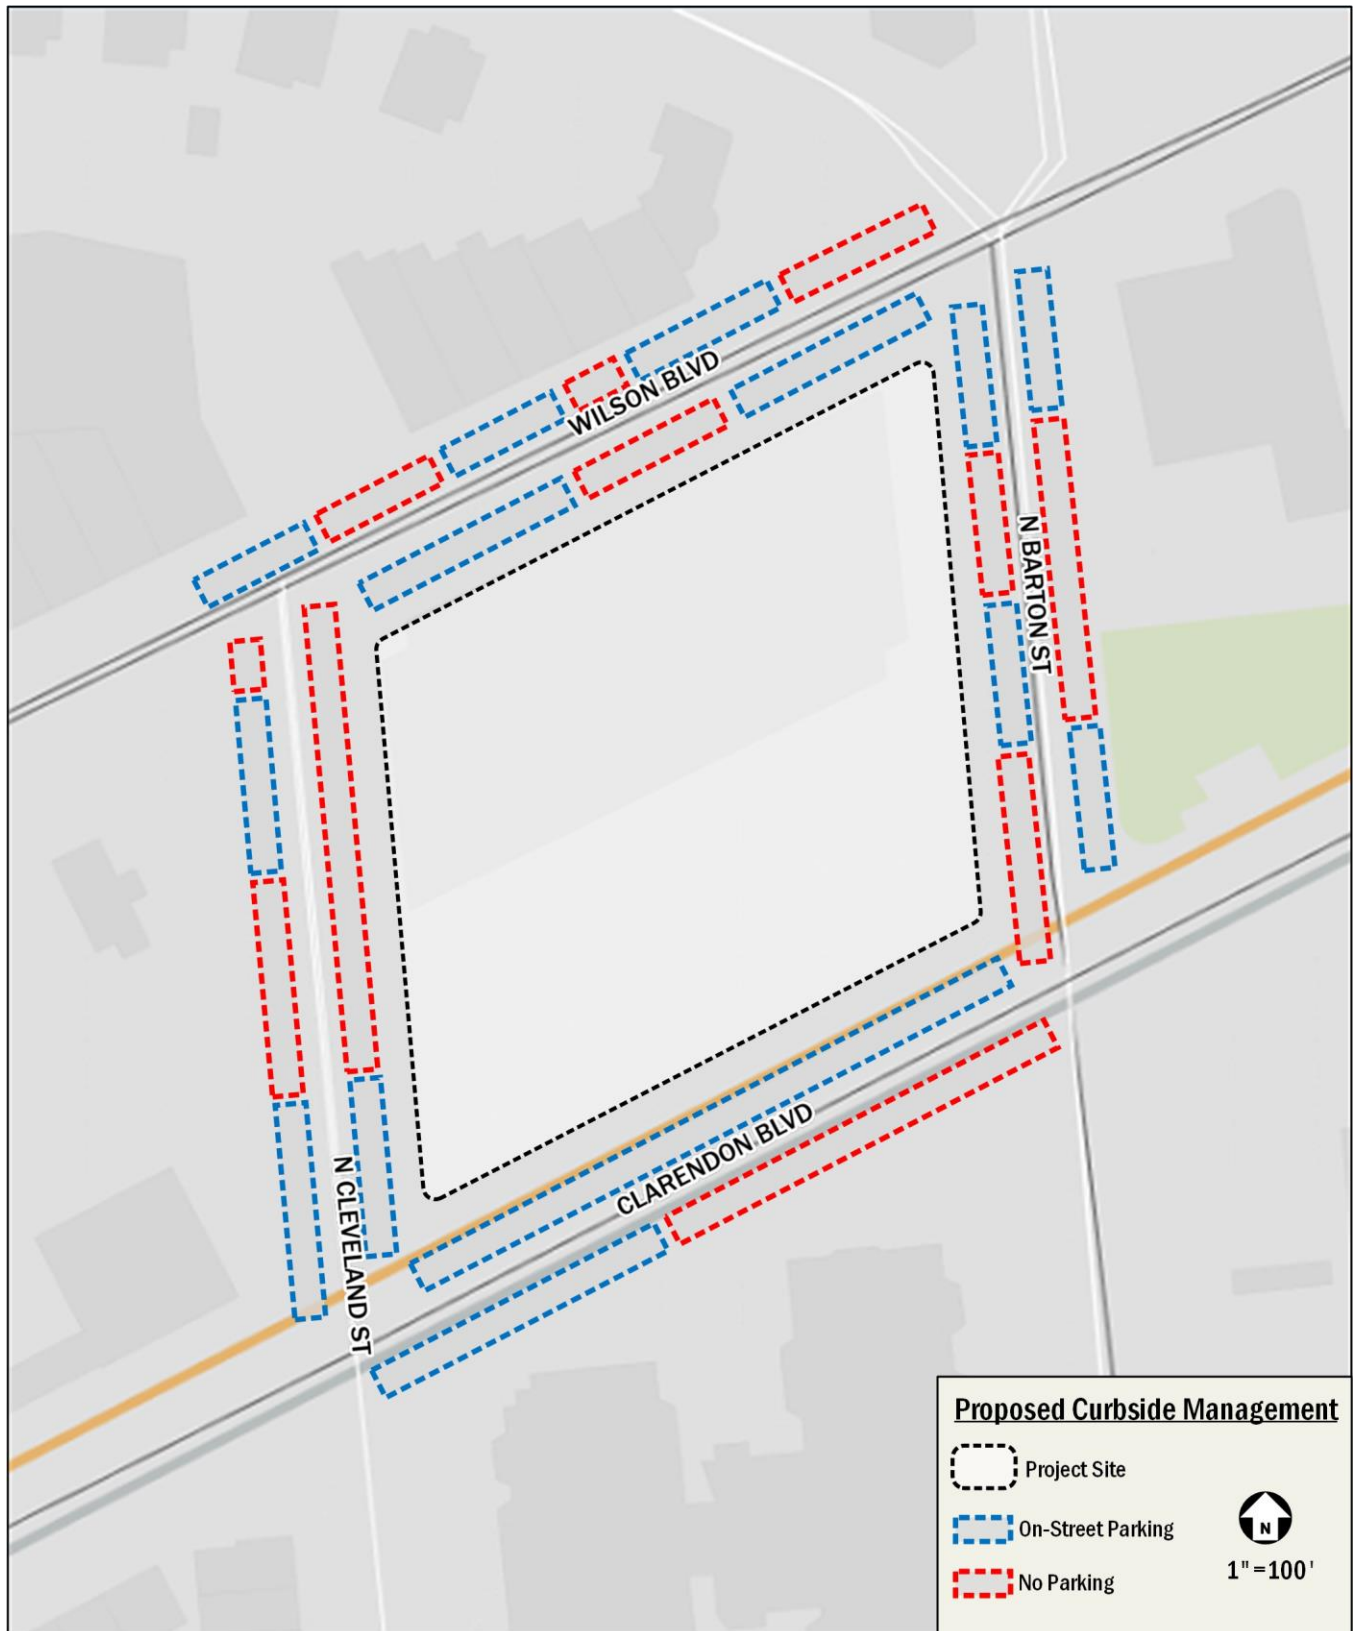 WILSON BLVD
N BARTON ST
CLARENDON BLVD
N CLEVELAND ST
Proposed Curbside Management
Project Site
On-Street Parking
No Parking
N
1"=100'